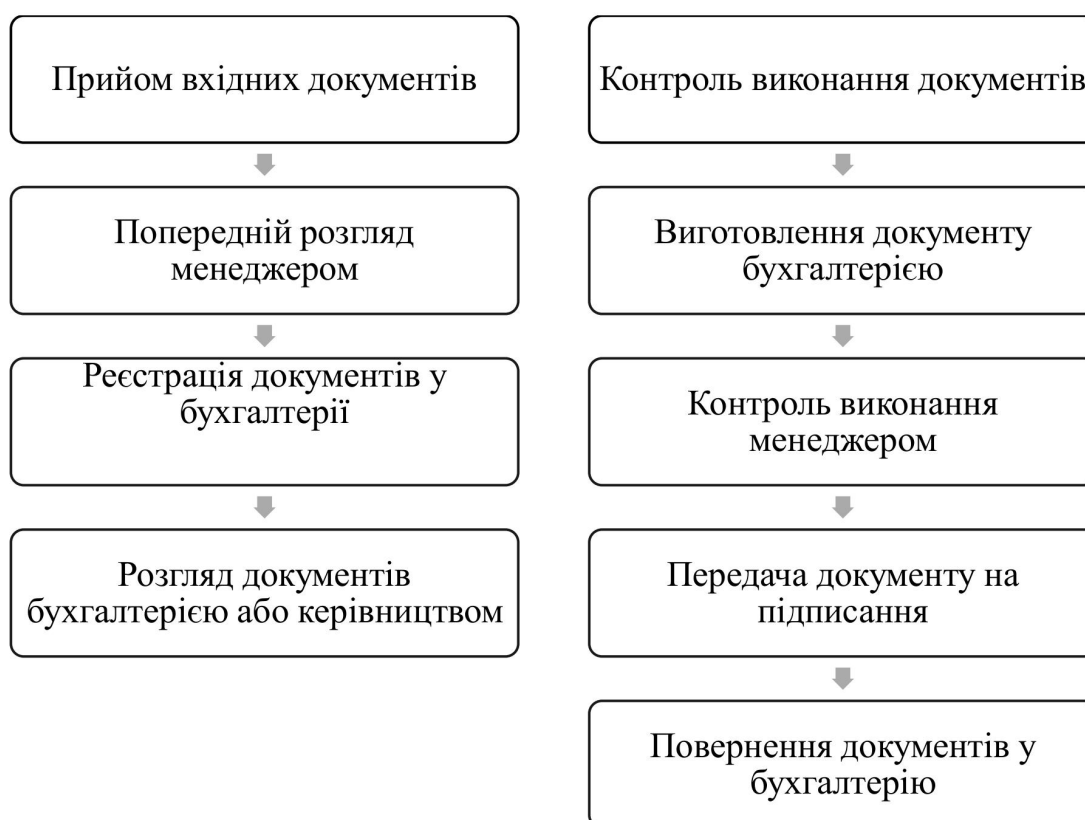 Прийом вхідних документів
Попередній розгляд
менеджером
Реєстрація документів у
бухгалтерії
Розгляд документів
бухгалтерією або керівництвом
Контроль виконання документів
Виготовлення документу
бухгалтерією
Контроль виконання
менеджером
Передача документу на
підписання
Повернення документів у
бухгалтерію